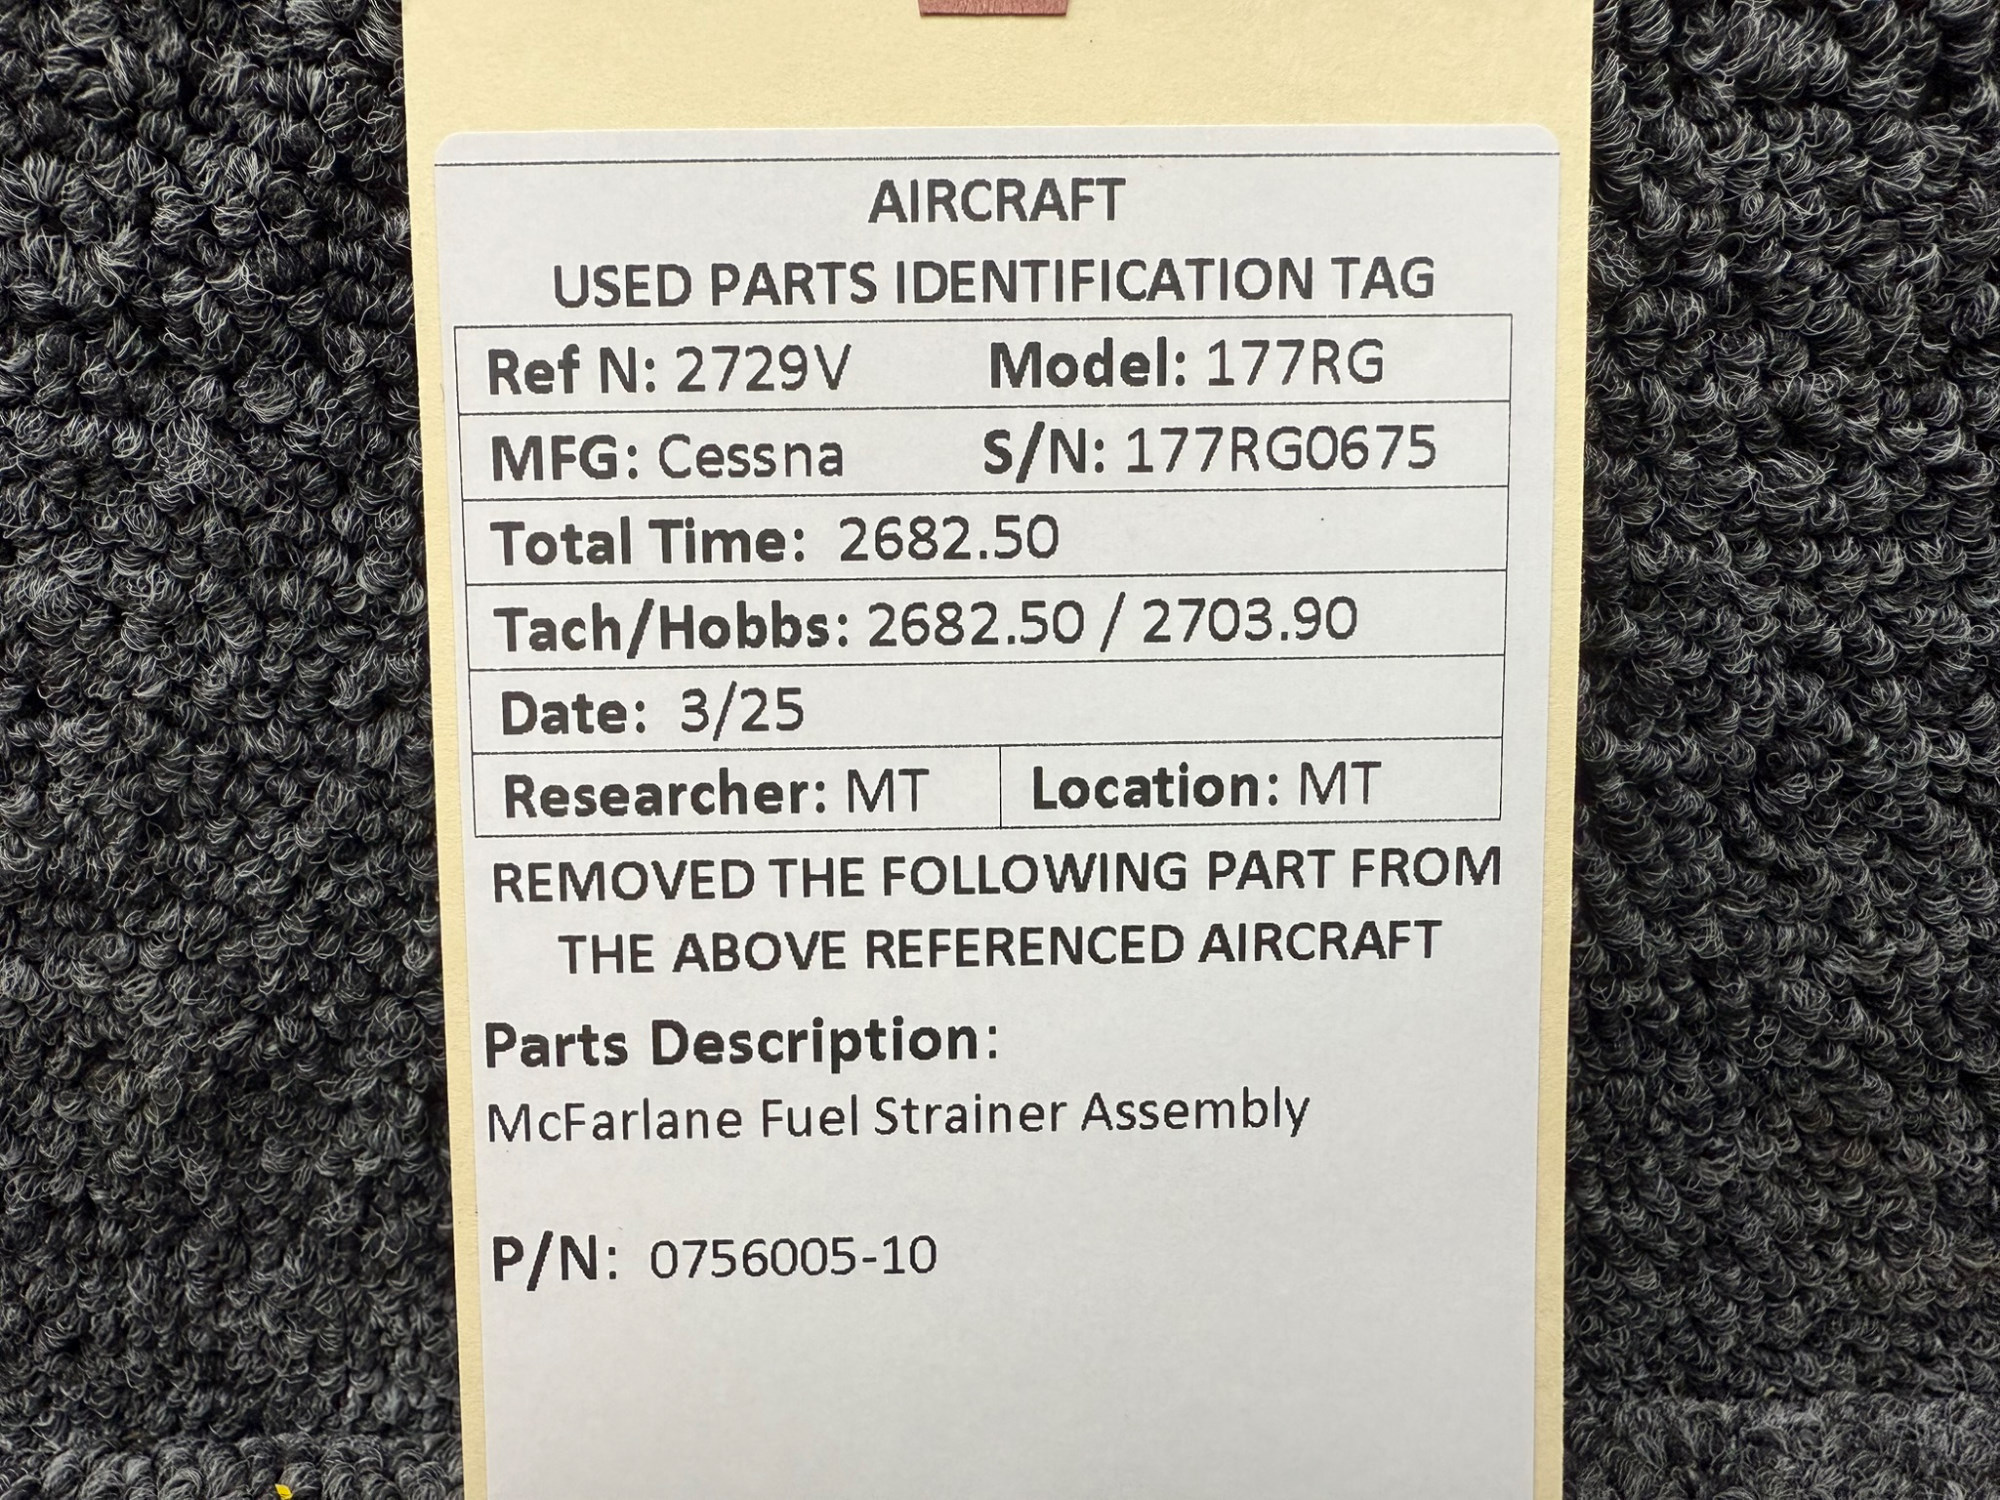 AIRCRAFT
USED PARTS IDENTIFICATION TAG
Ref N: 2729V Model: 177RG
MFG: Cessna S/N: 177RG0675
Total Time: 2682.50
Tach/Hobbs: 2682.50 / 2703.90
Date: 3/25
Researcher: MT Location: MT
REMOVED THE FOLLOWING PART FROM
THE ABOVE REFERENCED AIRCRAFT
Parts Description:
McFarlane Fuel Strainer Assembly
P/N: 0756005-10